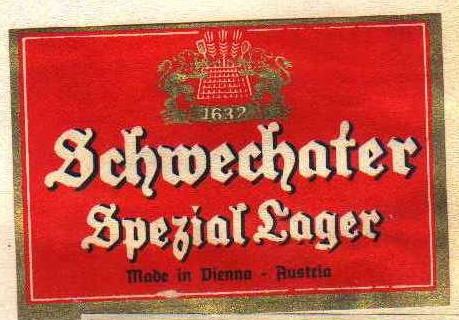 1632
Schwechater
Spezial Lager
Made in Vienna - Austria